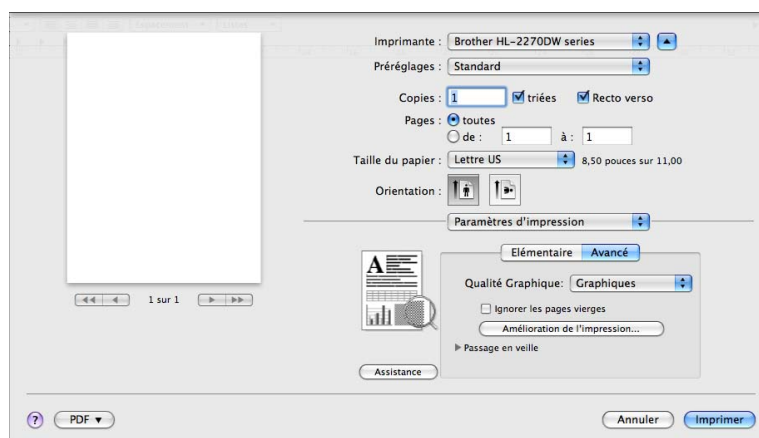 Imprimante : Brother HL-2270DW series
Préréglages : Standard
Copies : 1 triées Recto verso
Pages : toutes
de : 1 à : 1
Taille du papier : Lettre US 8,50 pouces sur 11,00
Orientation :
Paramètres d'impression
Elémentaire Avancé
Qualité Graphique: Graphiques
Ignorer les pages vierges
Amélioration de l'impression...
Passage en veille
Assistance
1 sur 1
? PDF Annuler Imprimer